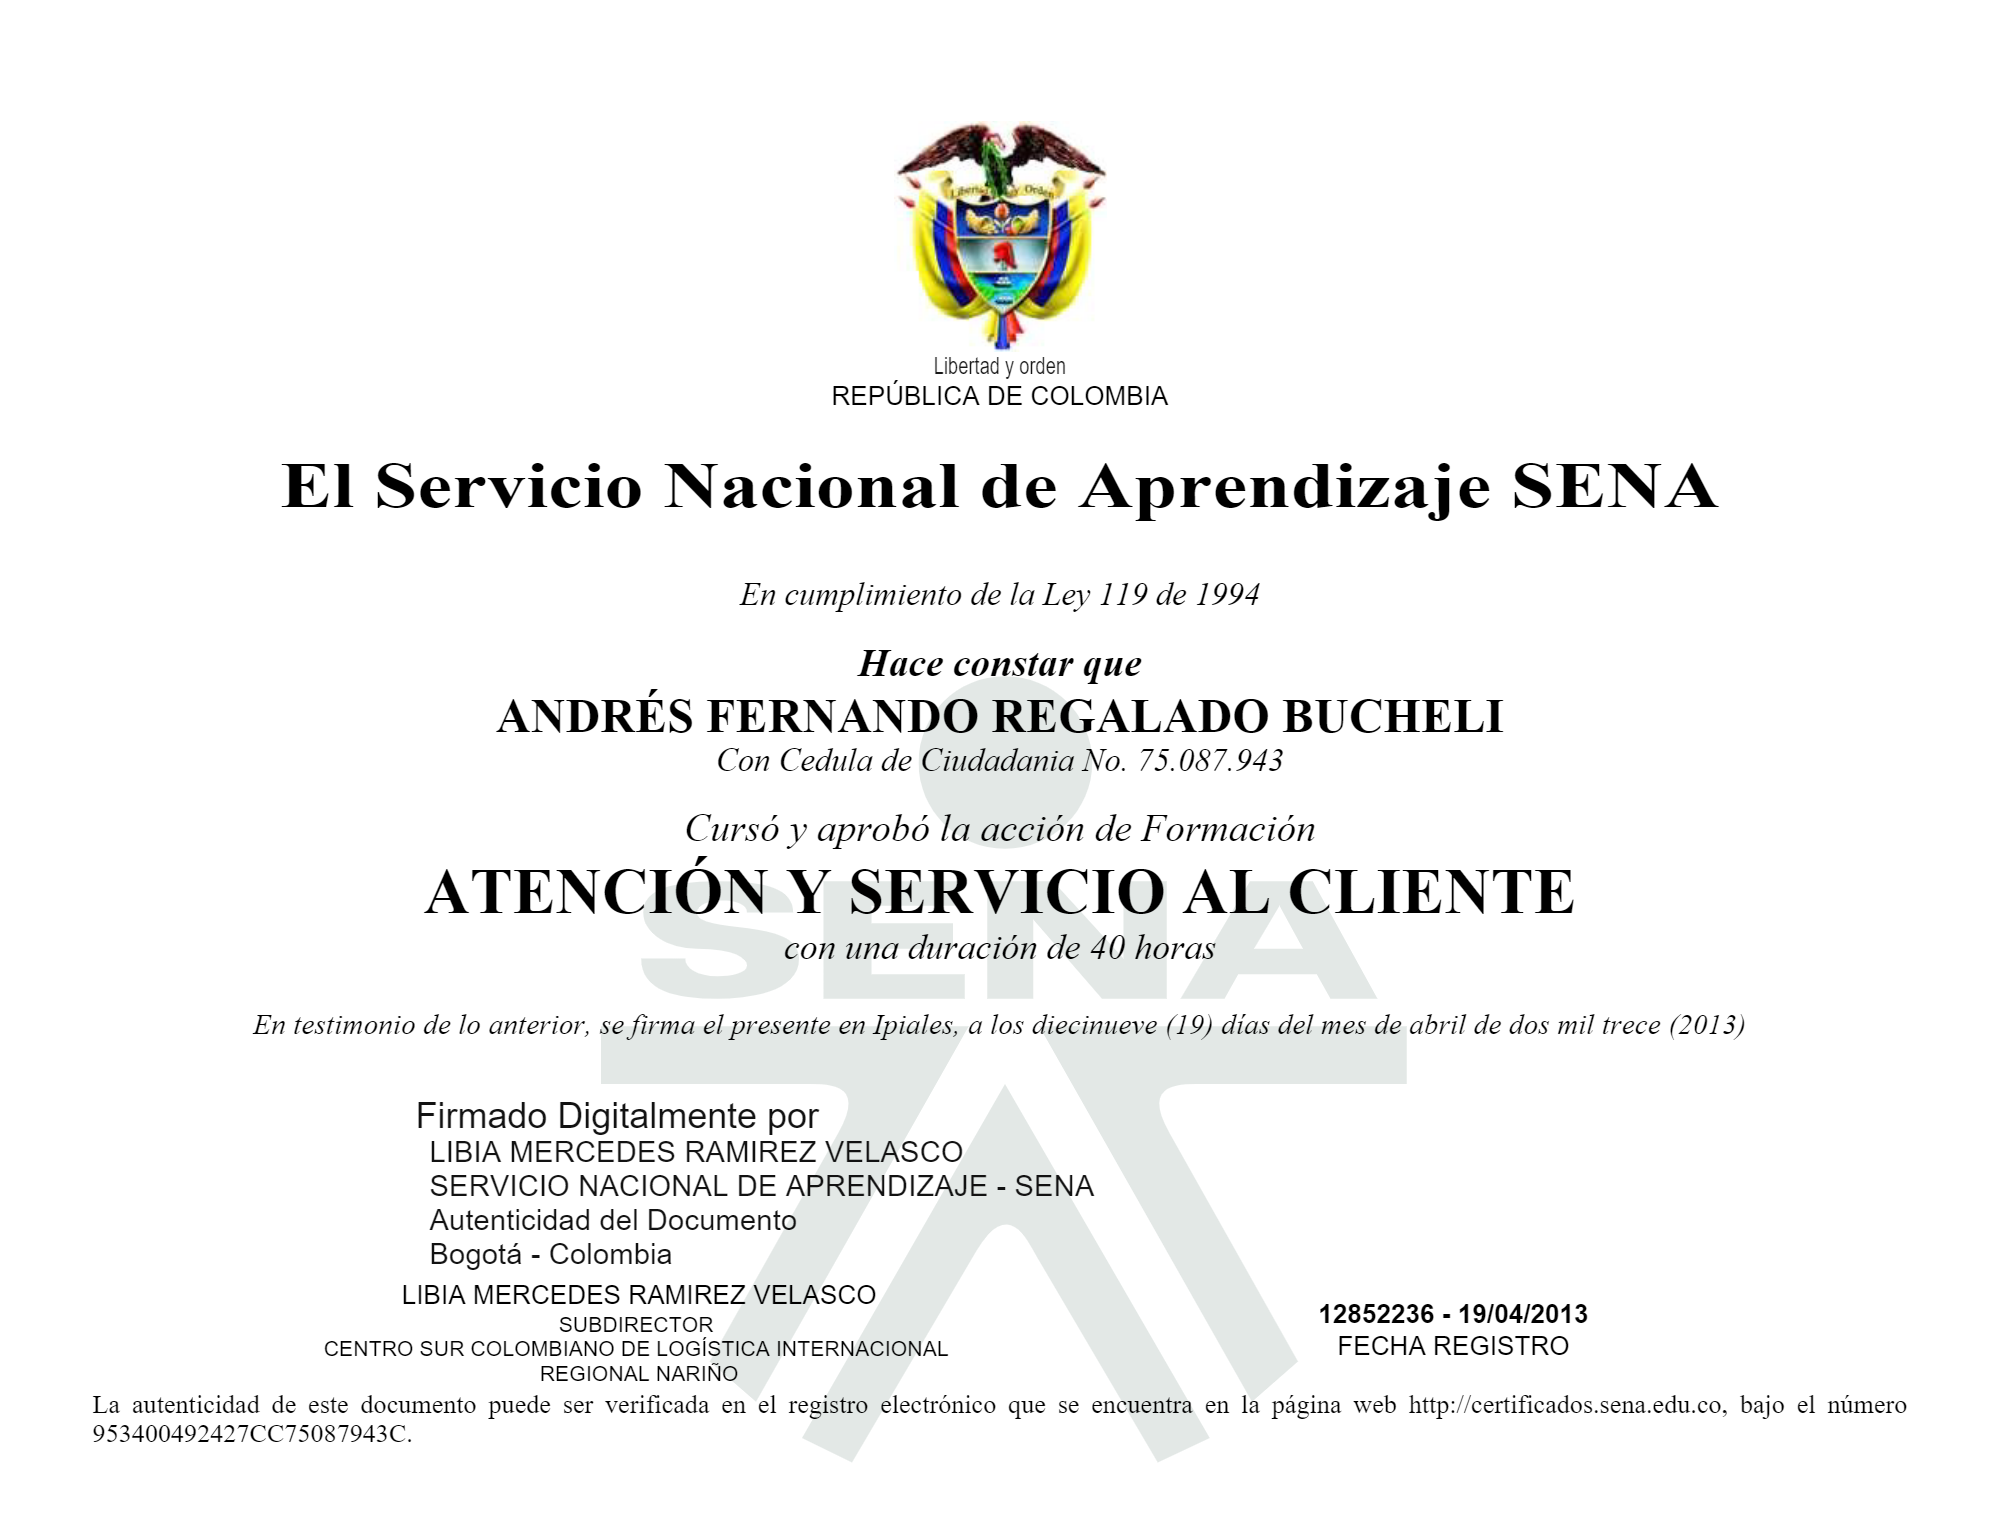 Libertad y Orden
Libertad y orden
REPÚBLICA DE COLOMBIA
El Servicio Nacional de Aprendizaje SENA
En cumplimiento de la Ley 119 de 1994
Hace constar que
ANDRÉS FERNANDO REGALADO BUCHELI
Con Cedula de Ciudadania No. 75.087.943
Cursó y aprobó la acción de Formación
ATENCIÓN Y SERVICIO AL CLIENTE
SENA
con una duración de 40 horas
En testimonio de lo anterior, se firma el presente en Ipiales, a los diecinueve (19) días del mes de abril de dos mil trece (2013)
Firmado Digitalmente por
LIBIA MERCEDES RAMIREZ VELASCO
SERVICIO NACIONAL DE APRENDIZAJE - SENA
Autenticidad del Documento
Bogotá - Colombia
LIBIA MERCEDES RAMIREZ VELASCO
SUBDIRECTOR
CENTRO SUR COLOMBIANO DE LOGÍSTICA INTERNACIONAL
REGIONAL NARIÑO
12852236 - 19/04/2013
FECHA REGISTRO
La autenticidad de este documento puede ser verificada en el registro electrónico que se encuentra en la página web http://certificados.sena.edu.co, bajo el número
953400492427CC75087943C.